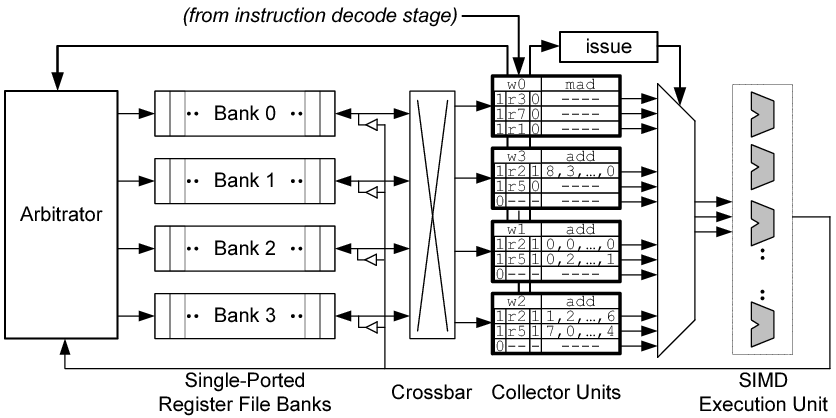 (from instruction decode stage)
issue
w0 mad
1 r3 0 ----
1 r7 0 ----
1 r1 0 ----
Bank 0
w3 add
1 r2 1 8,3,…,0
1 r5 0 ----
0 -- - ----
Bank 1
Arbitrator
w1 add
1 r2 1 0,0,…,0
1 r5 1 0,2,…,1
0 -- - ----
Bank 2
w2 add
1 r2 1 1,2,…,6
1 r5 1 7,0,…,4
0 -- - ----
Bank 3
Single-Ported
Register File Banks
Crossbar
Collector Units
SIMD
Execution Unit